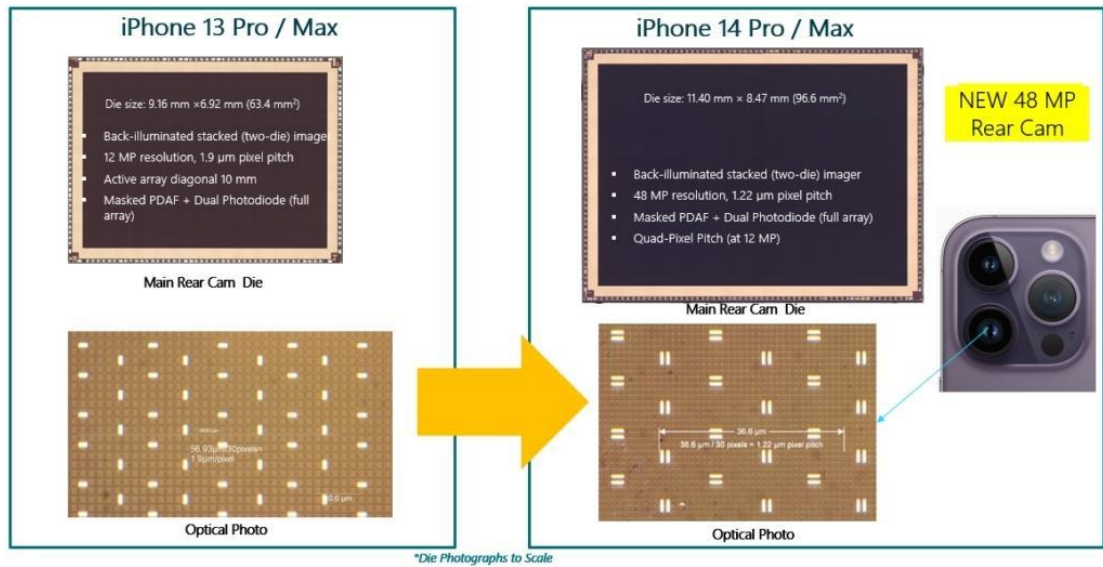 iPhone 13 Pro / Max
Die size: 9.16 mm ×6.92 mm (63.4 mm²)
▪ Back-illuminated stacked (two-die) imager
▪ 12 MP resolution, 1.9 µm pixel pitch
▪ Active array diagonal 10 mm
▪ Masked PDAF + Dual Photodiode (full
array)
Main Rear Cam Die
56.93µm/30pixels=
1.9µm/pixel
Optical Photo
iPhone 14 Pro / Max
Die size: 11.40 mm × 8.47 mm (96.6 mm²)
▪ Back-illuminated stacked (two-die) imager
▪ 48 MP resolution, 1.22 µm pixel pitch
▪ Masked PDAF + Dual Photodiode (full array)
▪ Quad-Pixel Pitch (at 12 MP)
Main Rear Cam Die
36.6 µm
36.6 µm / 30 pixels = 1.22 µm pixel pitch
Optical Photo
NEW 48 MP
Rear Cam
*Die Photographs to Scale